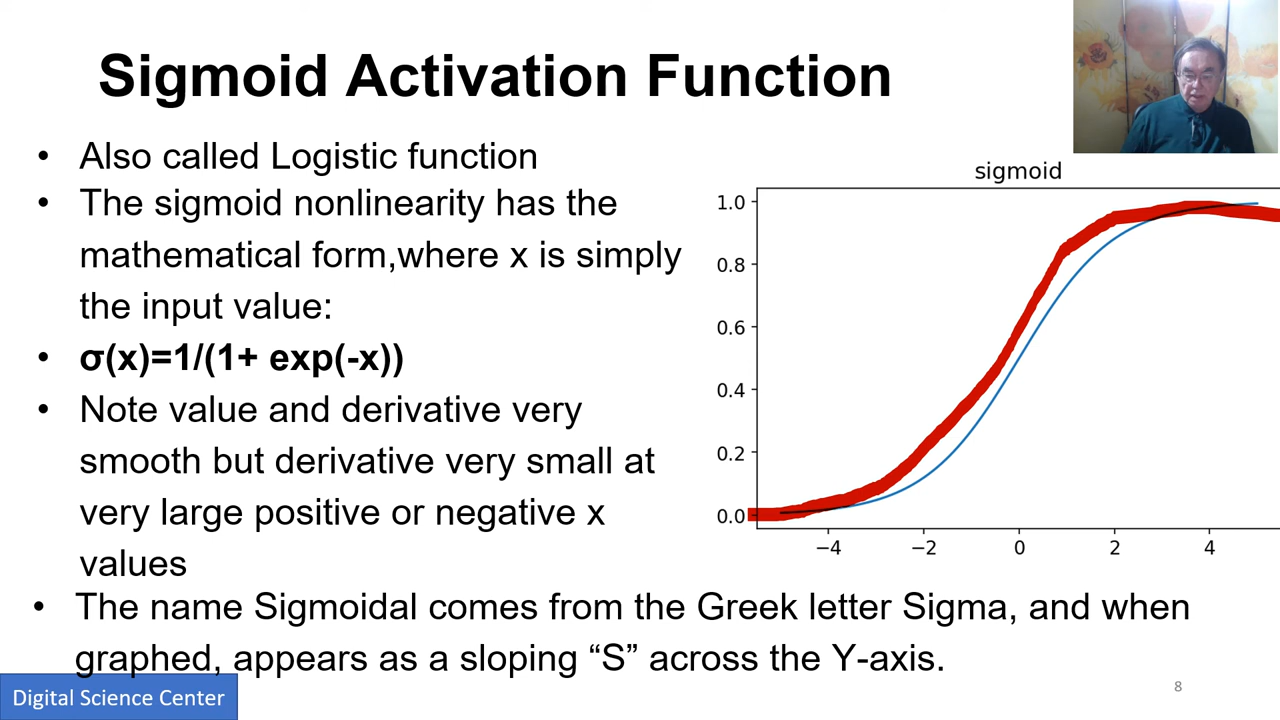 Sigmoid Activation Function
• Also called Logistic function
• The sigmoid nonlinearity has the
mathematical form,where x is simply
the input value:
• σ(x)=1/(1+ exp(-x))
• Note value and derivative very
smooth but derivative very small at
very large positive or negative x
values
• The name Sigmoidal comes from the Greek letter Sigma, and when
graphed, appears as a sloping “S” across the Y-axis.
sigmoid
1.0
0.8
0.6
0.4
0.2
0.0
−4 −2 0 2 4
Digital Science Center
8